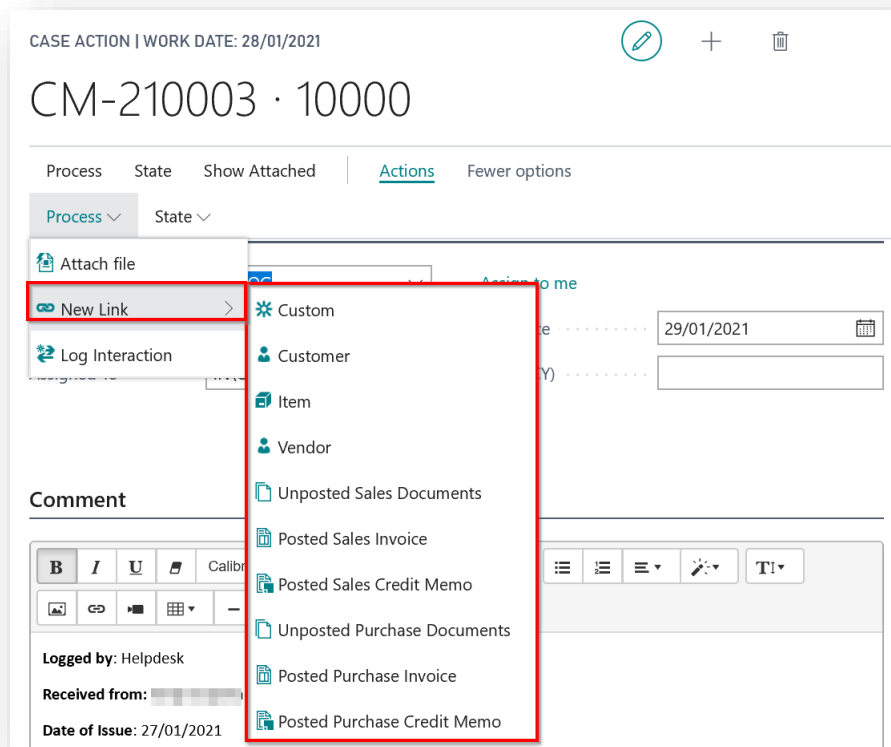 CASE ACTION | WORK DATE: 28/01/2021
CM-210003 · 10000
Process State Show Attached Actions Fewer options
Process State
Attach file
Assign to me
New Link
Custom
29/01/2021
Log Interaction
Customer
Item
Vendor
Unposted Sales Documents
Comment
Posted Sales Invoice
B I U
Posted Sales Credit Memo
Unposted Purchase Documents
Logged by: Helpdesk
Posted Purchase Invoice
Received from:
Posted Purchase Credit Memo
Date of Issue: 27/01/2021